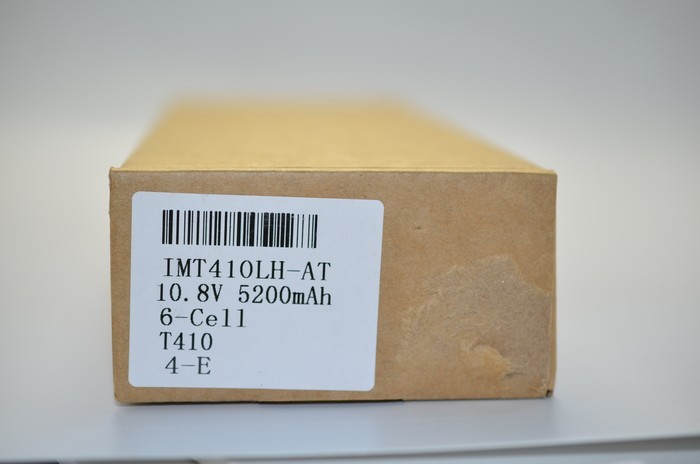 IMT410LH-AT
10.8V 5200mAh
6-Cell
T410
4-E